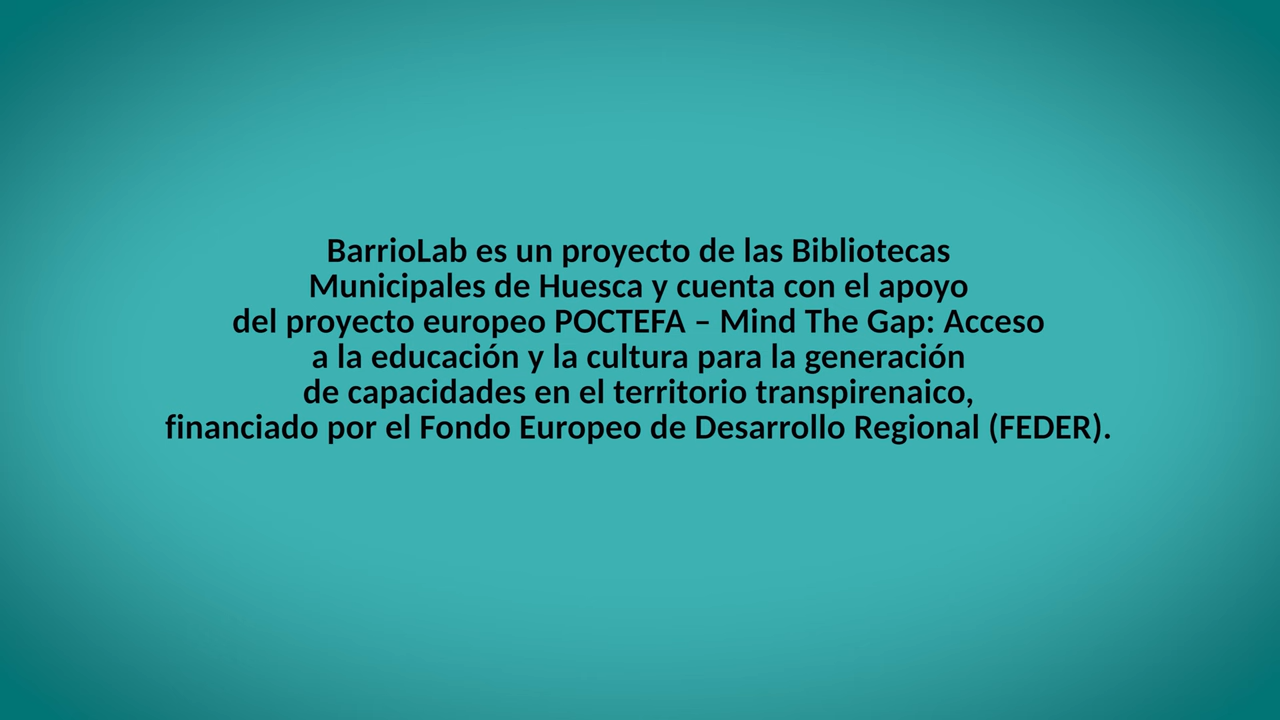 BarrioLab es un proyecto de las Bibliotecas
Municipales de Huesca y cuenta con el apoyo
del proyecto europeo POCTEFA – Mind The Gap: Acceso
a la educación y la cultura para la generación
de capacidades en el territorio transpirenaico,
financiado por el Fondo Europeo de Desarrollo Regional (FEDER).